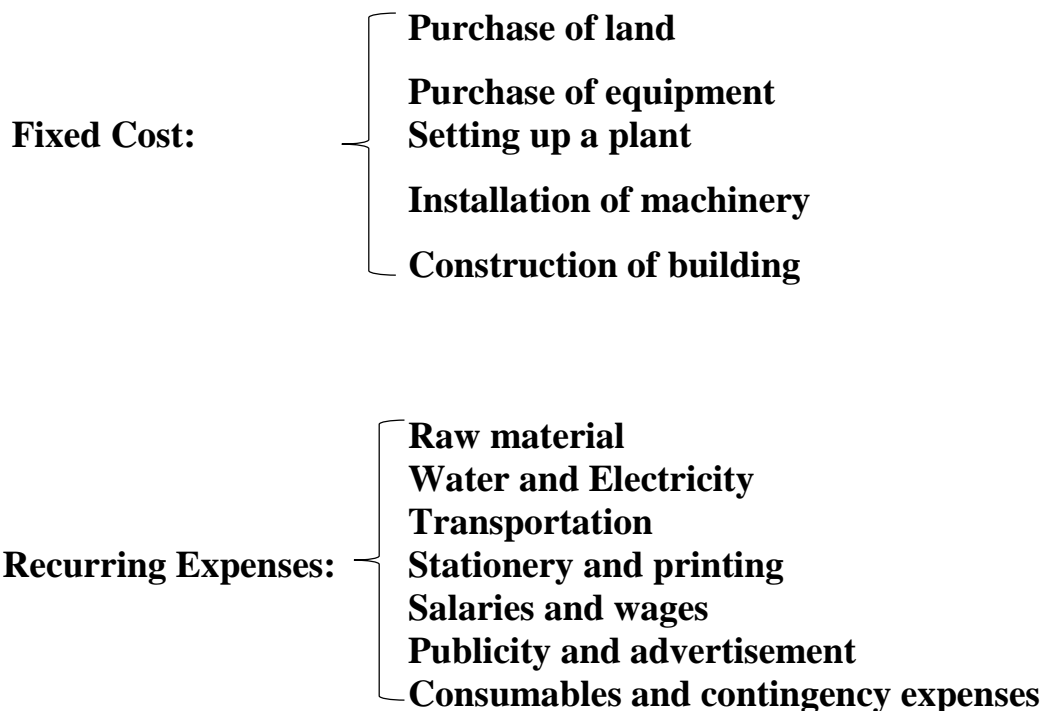 Purchase of land
Purchase of equipment
Fixed Cost: Setting up a plant
Installation of machinery
Construction of building
Raw material
Water and Electricity
Transportation
Recurring Expenses: Stationery and printing
Salaries and wages
Publicity and advertisement
Consumables and contingency expenses